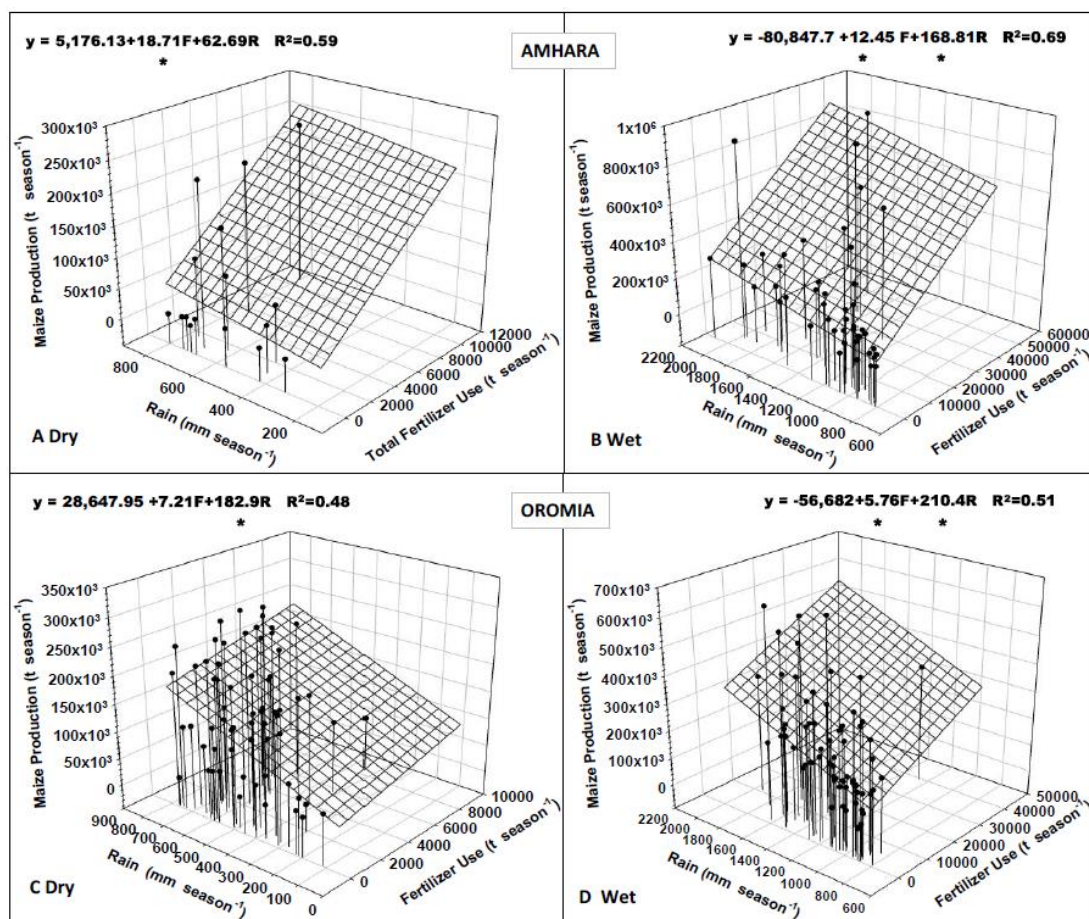 AMHARA
y = 5,176.13+18.71F+62.69R R²=0.59
*
300x10³
250x10³
200x10³
150x10³
100x10³
50x10³
0
Maize Production (t season⁻¹)
800
600
400
200
Rain (mm season⁻¹)
0
2000
4000
6000
8000
10000
12000
Total Fertilizer Use (t season⁻¹)
A Dry
y = -80,847.7 +12.45 F+168.81R R²=0.69
* *
1x10⁶
800x10³
600x10³
400x10³
200x10³
0
Maize Production (t season⁻¹)
2200
2000
1800
1600
1400
1200
1000
800
600
Rain (mm season⁻¹)
0
10000
20000
30000
40000
50000
60000
Fertilizer Use (t season⁻¹)
B Wet
OROMIA
y = 28,647.95 +7.21F+182.9R R²=0.48
*
350x10³
300x10³
250x10³
200x10³
150x10³
100x10³
50x10³
0
Maize Production (t season⁻¹)
900
800
700
600
500
400
300
200
100
0
Rain (mm season⁻¹)
0
2000
4000
6000
8000
10000
Fertilizer Use (t season⁻¹)
C Dry
y = -56,682+5.76F+210.4R R²=0.51
* *
700x10³
600x10³
500x10³
400x10³
300x10³
200x10³
100x10³
0
Maize Production (t season⁻¹)
2200
2000
1800
1600
1400
1200
1000
800
600
Rain (mm season⁻¹)
0
10000
20000
30000
40000
50000
Fertilizer Use (t season⁻¹)
D Wet